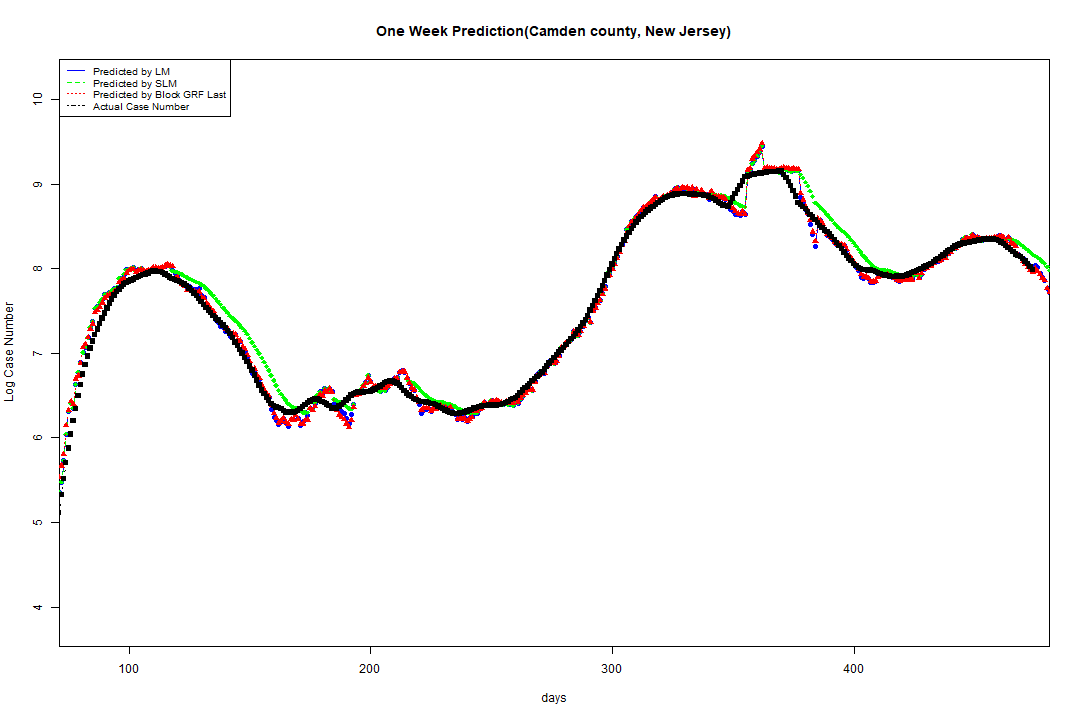 One Week Prediction(Camden county, New Jersey)
Predicted by LM
Predicted by SLM
Predicted by Block GRF Last
Actual Case Number
10
9
8
7
6
5
4
Log Case Number
100 200 300 400
days